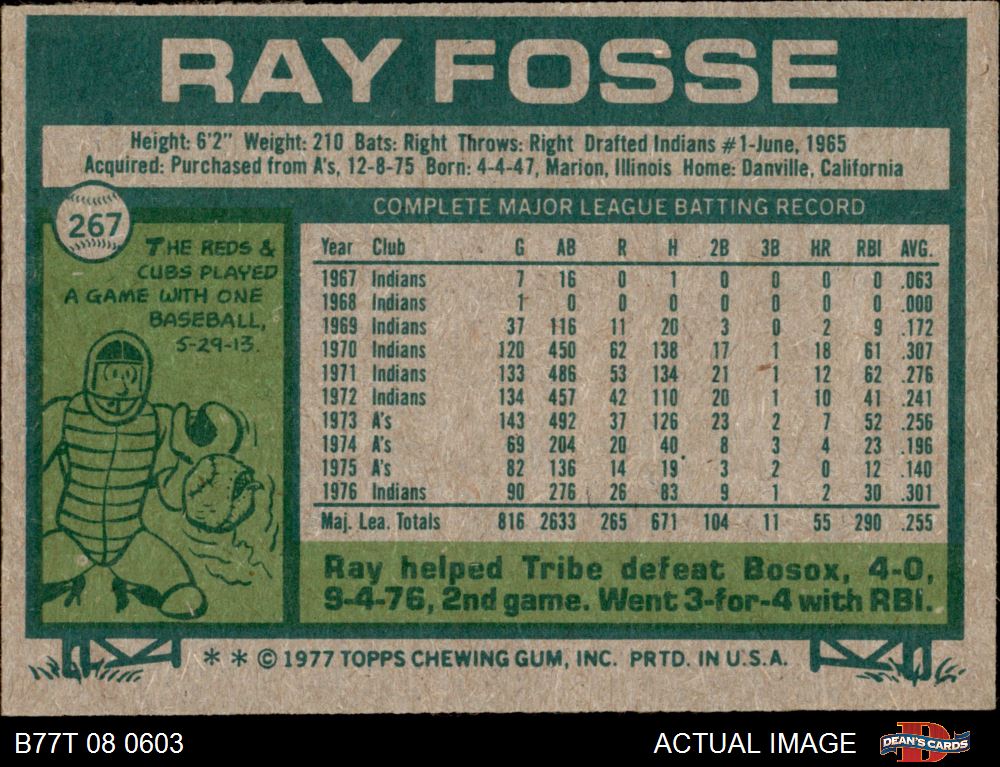 RAY FOSSE
Height: 6'2" Weight: 210 Bats: Right Throws: Right Drafted Indians #1-June, 1965
Acquired: Purchased from A's, 12-8-75 Born: 4-4-47, Marion, Illinois Home: Danville, California
267
THE REDS &
CUBS PLAYED
A GAME WITH ONE
BASEBALL,
5-29-13.
COMPLETE MAJOR LEAGUE BATTING RECORD
Year Club G AB R H 2B 3B HR RBI AVG.
1967 Indians 7 16 0 1 0 0 0 0 .063
1968 Indians 1 0 0 0 0 0 0 0 .000
1969 Indians 37 116 11 20 3 0 2 9 .172
1970 Indians 120 450 62 138 17 1 18 61 .307
1971 Indians 133 486 53 134 21 1 12 62 .276
1972 Indians 134 457 42 110 20 1 10 41 .241
1973 A's 143 492 37 126 23 2 7 52 .256
1974 A's 69 204 20 40 8 3 4 23 .196
1975 A's 82 136 14 19 3 2 0 12 .140
1976 Indians 90 276 26 83 9 1 2 30 .301
Maj. Lea. Totals 816 2633 265 671 104 11 55 290 .255
Ray helped Tribe defeat Bosox, 4-0,
9-4-76, 2nd game. Went 3-for-4 with RBI.
* * © 1977 TOPPS CHEWING GUM, INC. PRTD. IN U.S.A.
B77T 08 0603
ACTUAL IMAGE
D
DEAN'S CARDS